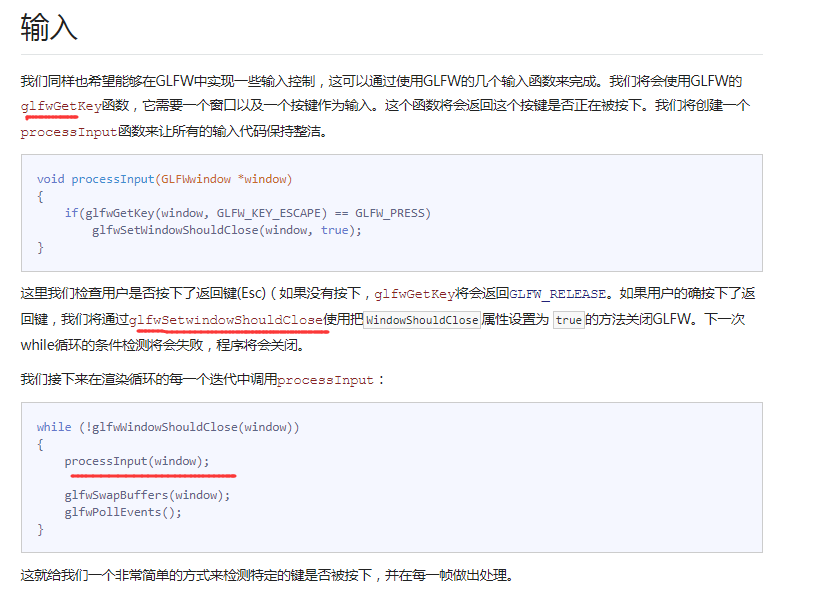 输入
我们同样也希望能够在GLFW中实现一些输入控制，这可以通过使用GLFW的几个输入函数来完成。我们将会使用GLFW的
glfwGetKey函数，它需要一个窗口以及一个按键作为输入。这个函数将会返回这个按键是否正在被按下。我们将创建一个
processInput函数来让所有的输入代码保持整洁。
void processInput(GLFWwindow *window)
{
    if(glfwGetKey(window, GLFW_KEY_ESCAPE) == GLFW_PRESS)
        glfwSetWindowShouldClose(window, true);
}
这里我们检查用户是否按下了返回键(Esc)（如果没有按下，glfwGetKey将会返回GLFW_RELEASE。如果用户的确按下了返
回键，我们将通过glfwSetwindowShouldClose使用把WindowShouldClose属性设置为 true的方法关闭GLFW。下一次
while循环的条件检测将会失败，程序将会关闭。
我们接下来在渲染循环的每一个迭代中调用processInput：
while (!glfwWindowShouldClose(window))
{
    processInput(window);
    glfwSwapBuffers(window);
    glfwPollEvents();
}
这就给我们一个非常简单的方式来检测特定的键是否被按下，并在每一帧做出处理。